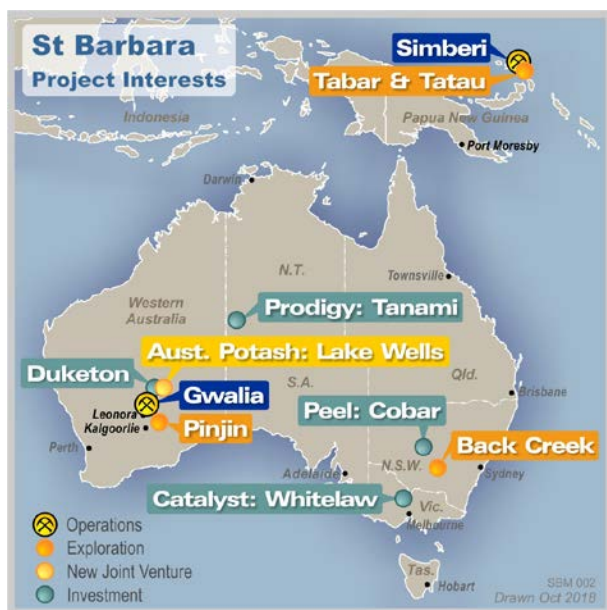 St Barbara
Project Interests
Simberi
Tabar & Tatau
Indonesia
Papua New Guinea
Port Moresby
Darwin
N.T.
Townsville
Western
Australia
Prodigy: Tanami
Aust. Potash: Lake Wells
Duketon
Gwalia
S.A.
Qld.
Brisbane
Leonora
Kalgoorlie
Pinjin
Peel: Cobar
Perth
Back Creek
N.S.W.
Adelaide
Sydney
Catalyst: Whitelaw
Vic.
Melbourne
Operations
Exploration
New Joint Venture
Investment
Tas.
Hobart
SBM 002
Drawn Oct 2018